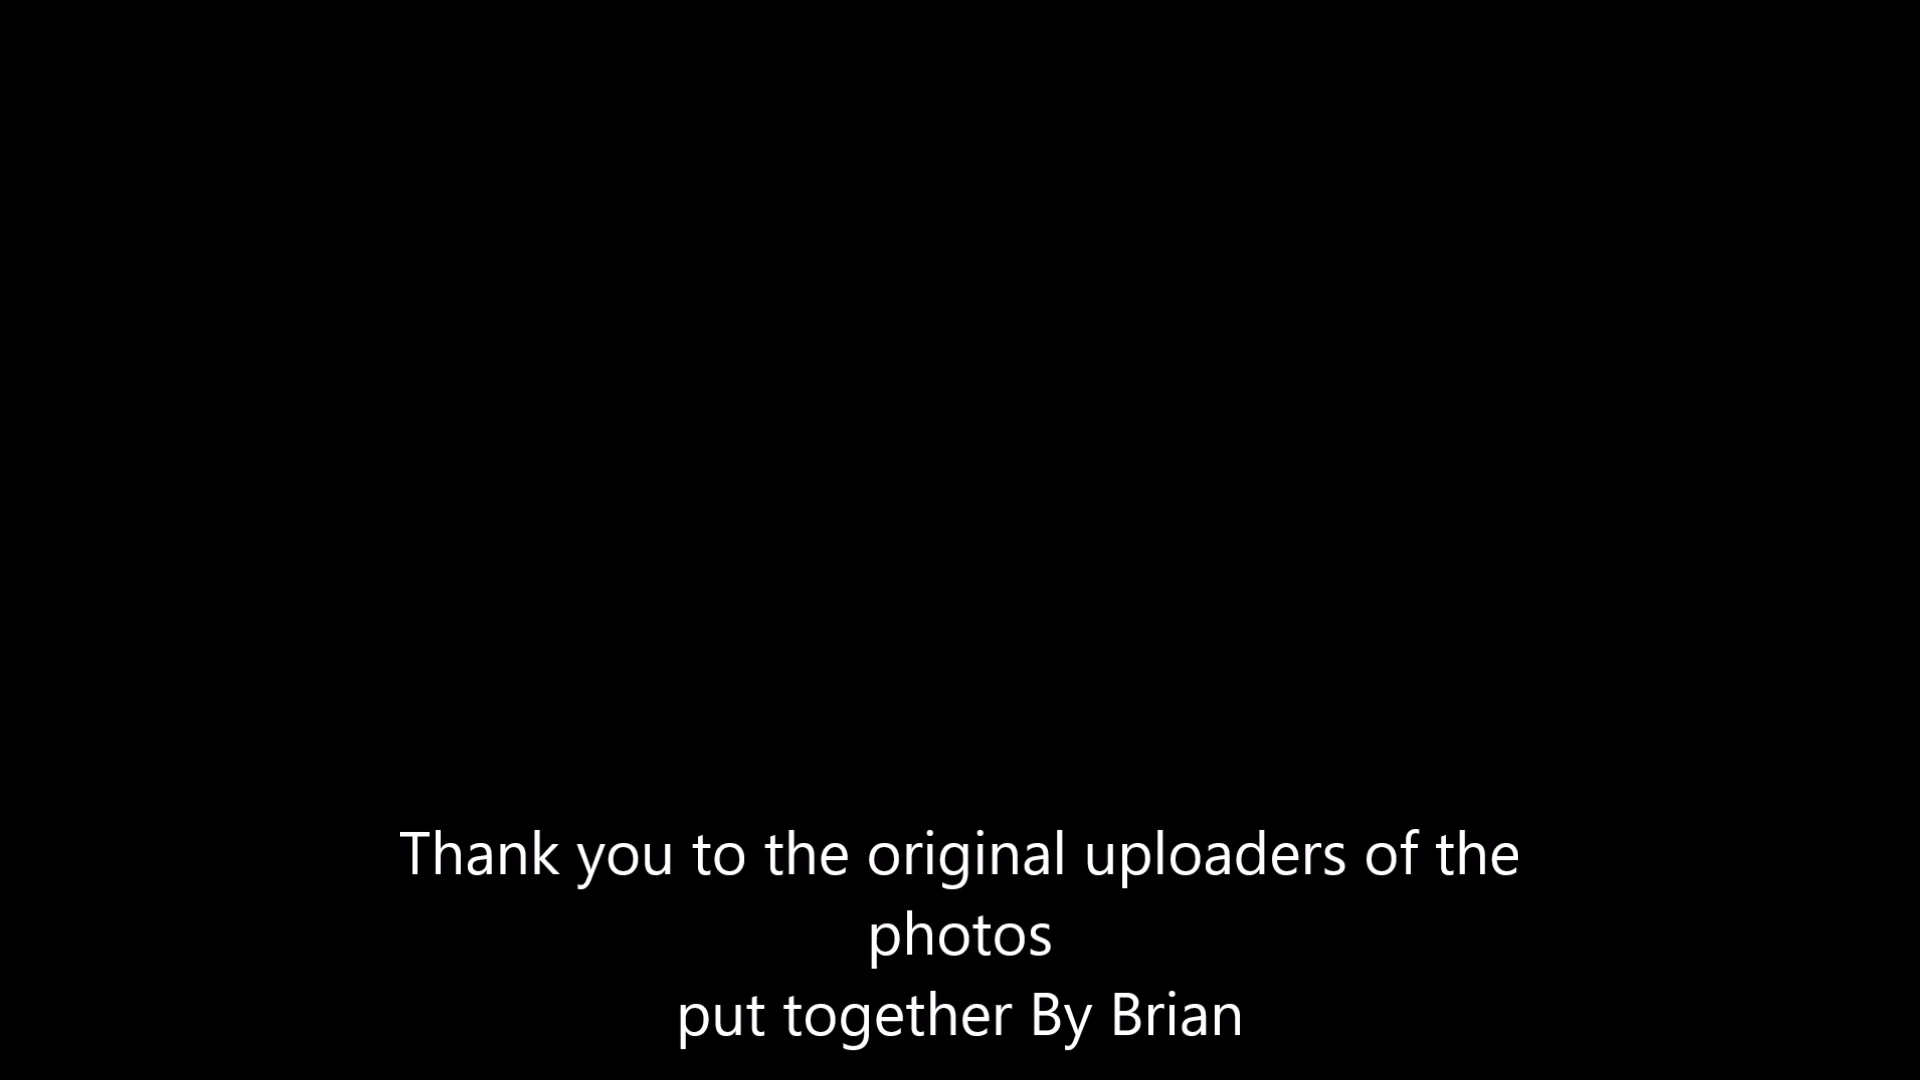 Thank you to the original uploaders of the
photos
put together By Brian